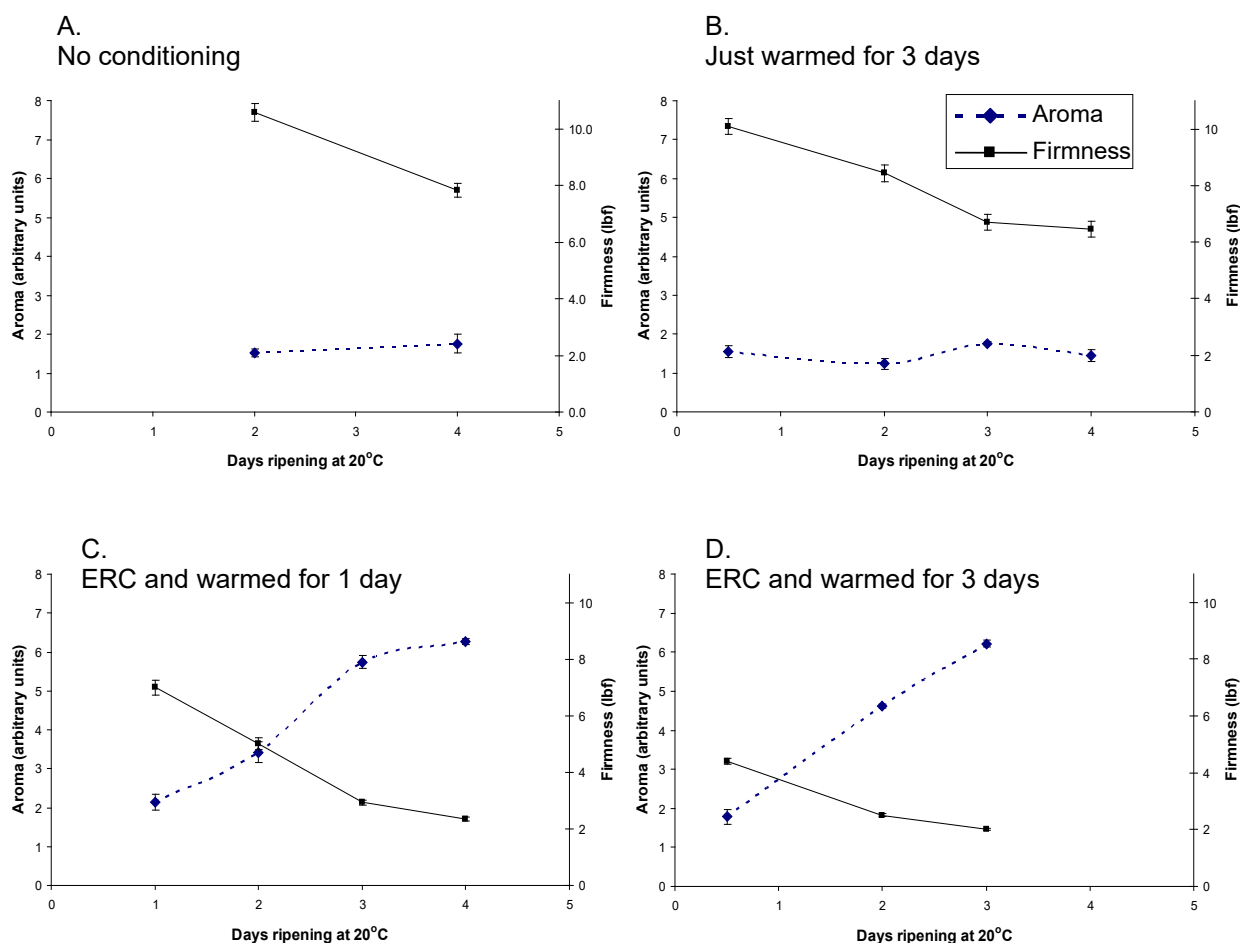 A.
No conditioning
8
7
6
5
4
3
2
1
0
Aroma (arbitrary units)
10.0
8.0
6.0
4.0
2.0
0.0
Firmness (lbf)
0 1 2 3 4 5
Days ripening at 20°C
B.
Just warmed for 3 days
8
7
6
5
4
3
2
1
0
Aroma (arbitrary units)
Aroma
Firmness
10
8
6
4
2
0
Firmness (lbf)
0 1 2 3 4 5
Days ripening at 20°C
C.
ERC and warmed for 1 day
8
7
6
5
4
3
2
1
0
Aroma (arbitrary units)
10
8
6
4
2
0
Firmness (lbf)
0 1 2 3 4 5
Days ripening at 20°C
D.
ERC and warmed for 3 days
8
7
6
5
4
3
2
1
0
Aroma (arbitrary units)
10
8
6
4
2
0
Firmness (lbf)
0 1 2 3 4 5
Days ripening at 20°C